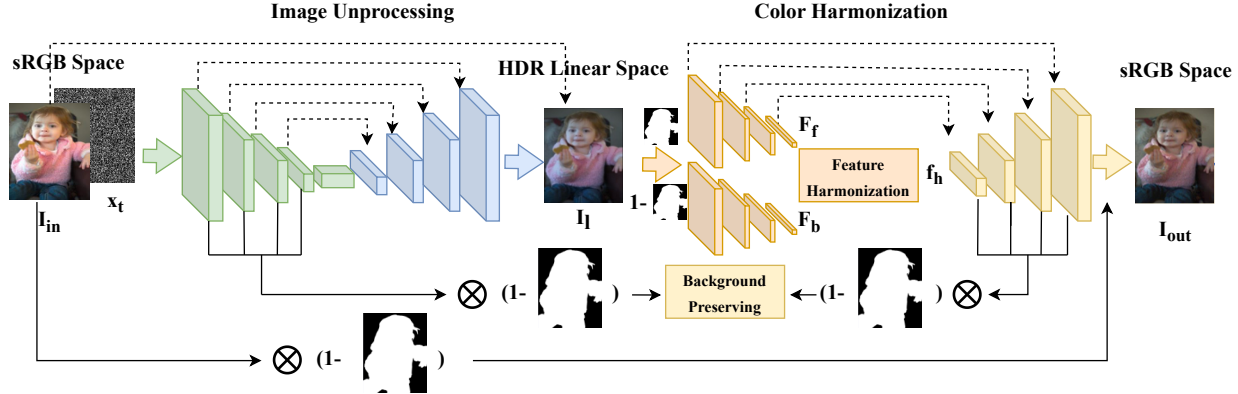 Image Unprocessing
Color Harmonization
sRGB Space
HDR Linear Space
sRGB Space
I_in
x_t
I_l
1-
F_f
F_b
Feature
Harmonization
f_h
I_out
(1- )
Background
Preserving
(1- )
(1- )